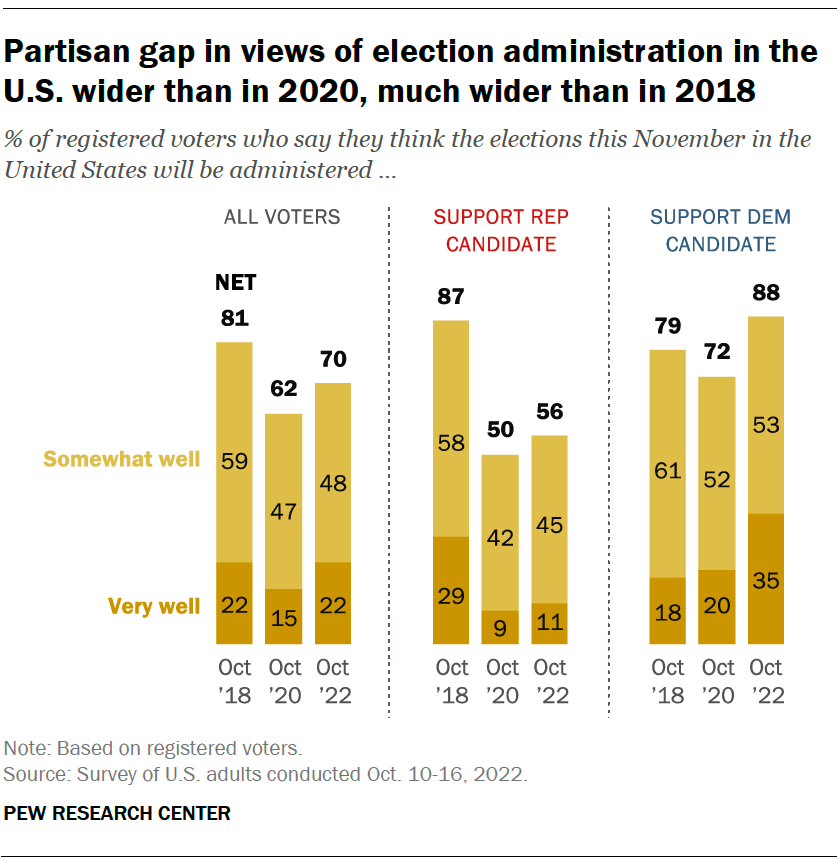 Partisan gap in views of election administration in the
U.S. wider than in 2020, much wider than in 2018
% of registered voters who say they think the elections this November in the
United States will be administered ...
ALL VOTERS
NET
81
62
70
Somewhat well
59
47
48
Very well
22
15
22
Oct
’18
Oct
’20
Oct
’22
SUPPORT REP
CANDIDATE
87
50
56
58
42
45
29
9
11
Oct
’18
Oct
’20
Oct
’22
SUPPORT DEM
CANDIDATE
79
72
88
61
52
53
18
20
35
Oct
’18
Oct
’20
Oct
’22
Note: Based on registered voters.
Source: Survey of U.S. adults conducted Oct. 10-16, 2022.
PEW RESEARCH CENTER